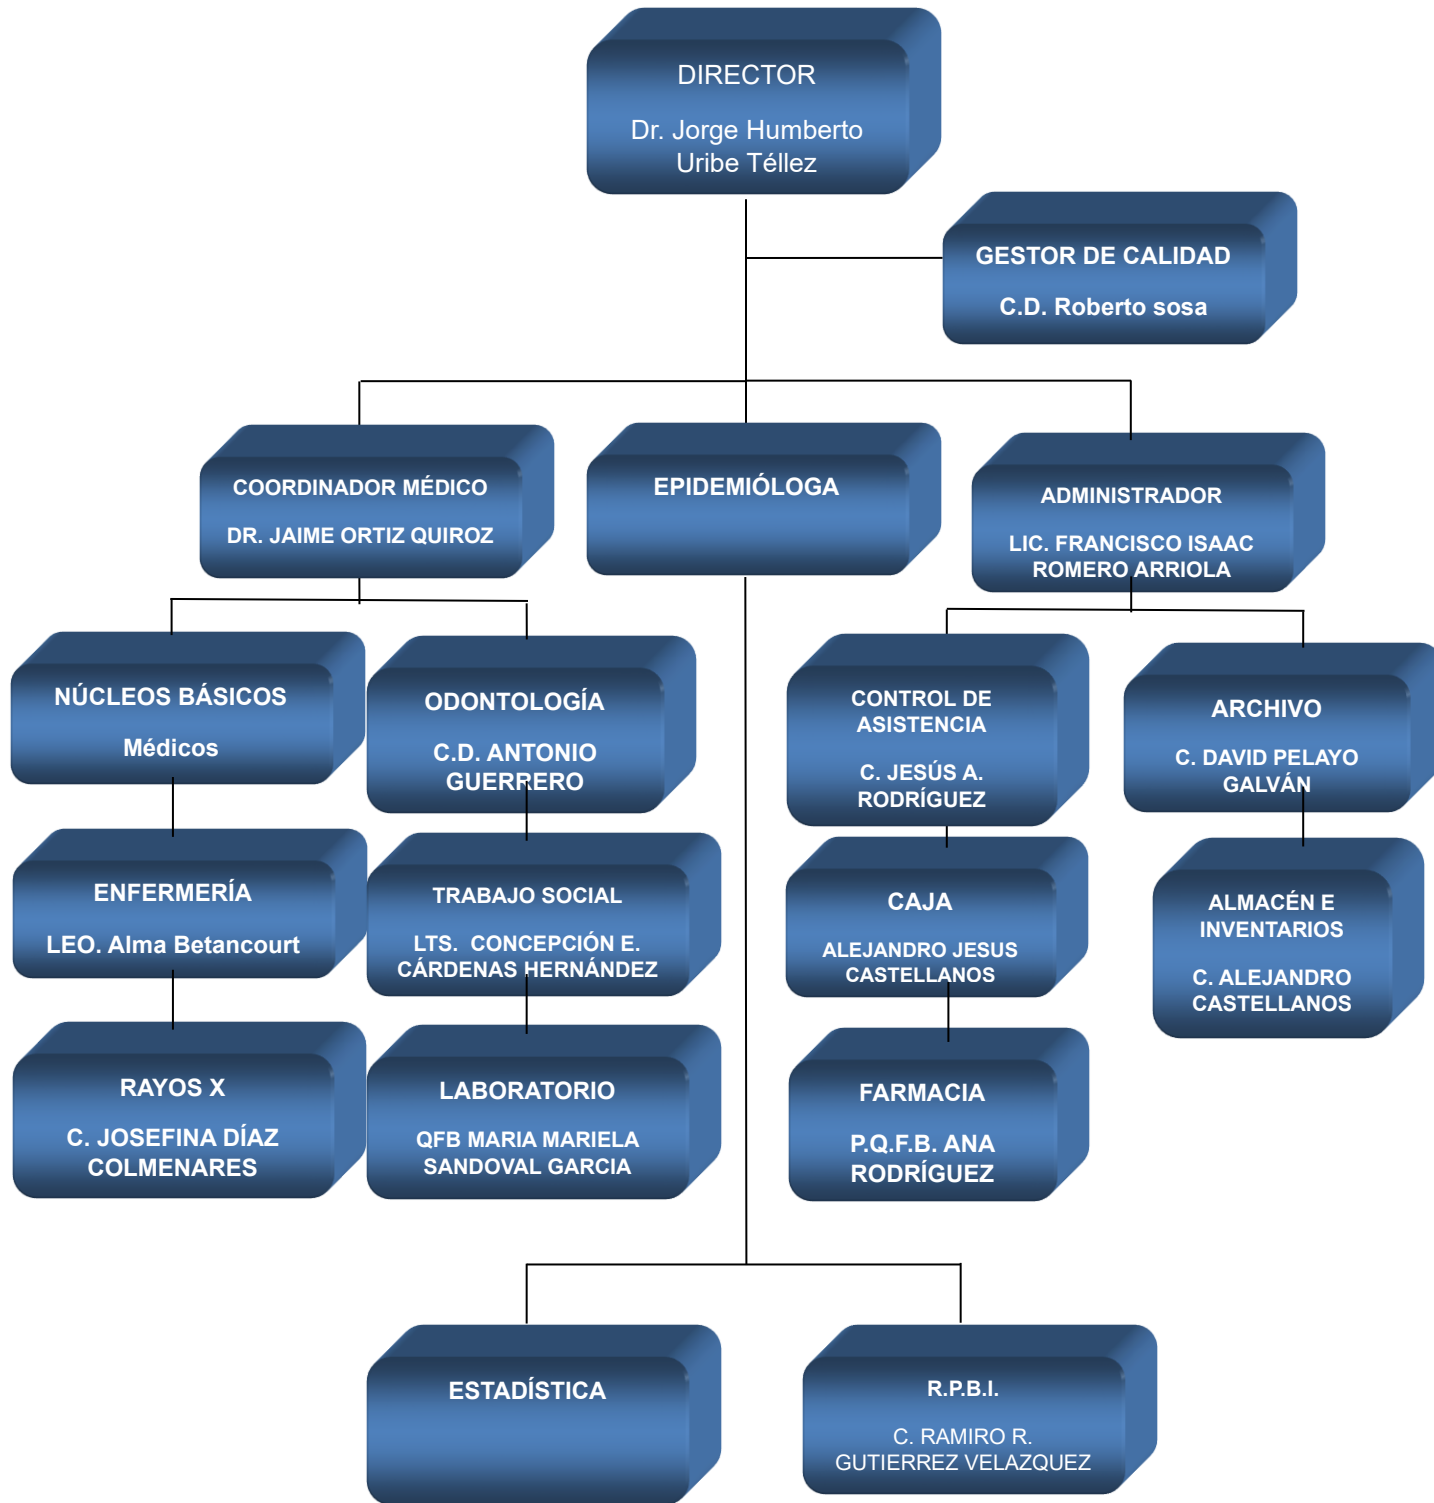 DIRECTOR
Dr. Jorge Humberto
Uribe Téllez
GESTOR DE CALIDAD
C.D. Roberto sosa
COORDINADOR MÉDICO
DR. JAIME ORTIZ QUIROZ
EPIDEMIÓLOGA
ADMINISTRADOR
LIC. FRANCISCO ISAAC
ROMERO ARRIOLA
NÚCLEOS BÁSICOS
Médicos
ODONTOLOGÍA
C.D. ANTONIO
GUERRERO
CONTROL DE
ASISTENCIA
C. JESÚS A.
RODRÍGUEZ
ARCHIVO
C. DAVID PELAYO
GALVÁN
ENFERMERÍA
LEO. Alma Betancourt
TRABAJO SOCIAL
LTS.  CONCEPCIÓN E.
CÁRDENAS HERNÁNDEZ
CAJA
ALEJANDRO JESUS
CASTELLANOS
ALMACÉN E
INVENTARIOS
C. ALEJANDRO
CASTELLANOS
RAYOS X
C. JOSEFINA DÍAZ
COLMENARES
LABORATORIO
QFB MARIA MARIELA
SANDOVAL GARCIA
FARMACIA
P.Q.F.B. ANA
RODRÍGUEZ
ESTADÍSTICA
R.P.B.I.
C. RAMIRO R.
GUTIERREZ VELAZQUEZ